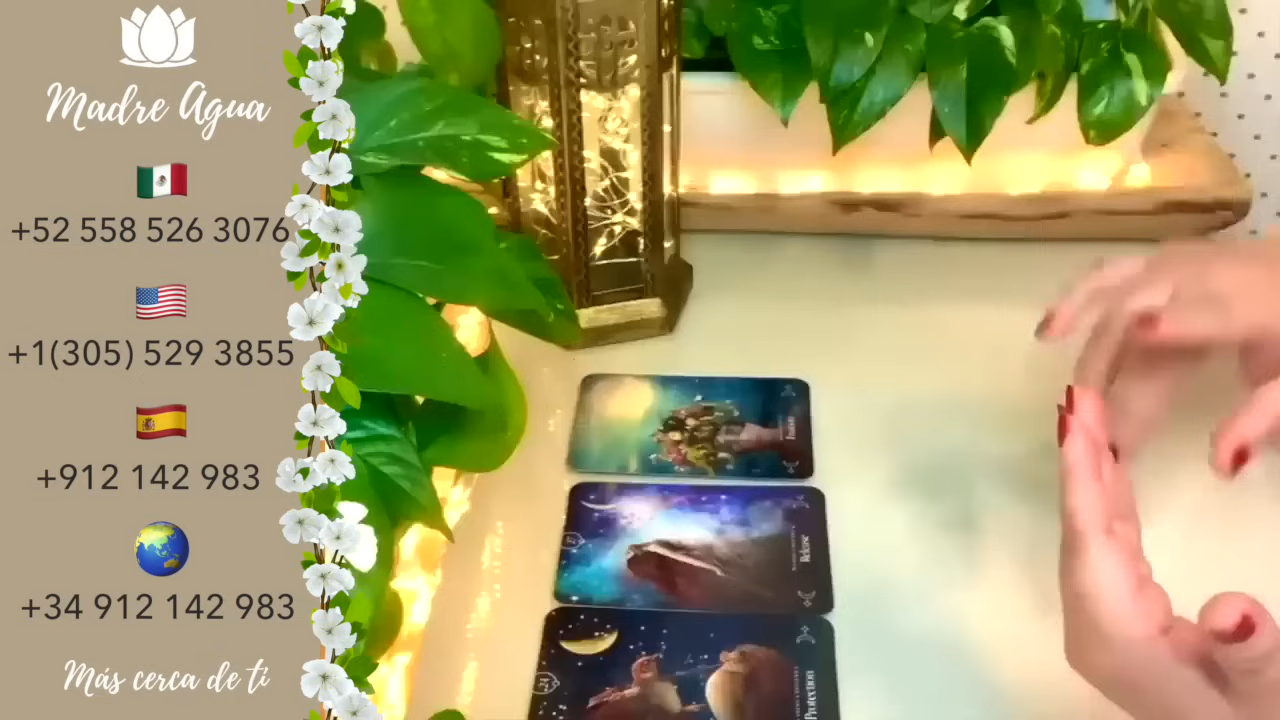 Madre Agua
+52 558 526 3076
+1(305) 529 3855
+912 142 983
+34 912 142 983
Más cerca de ti
Release
Protection